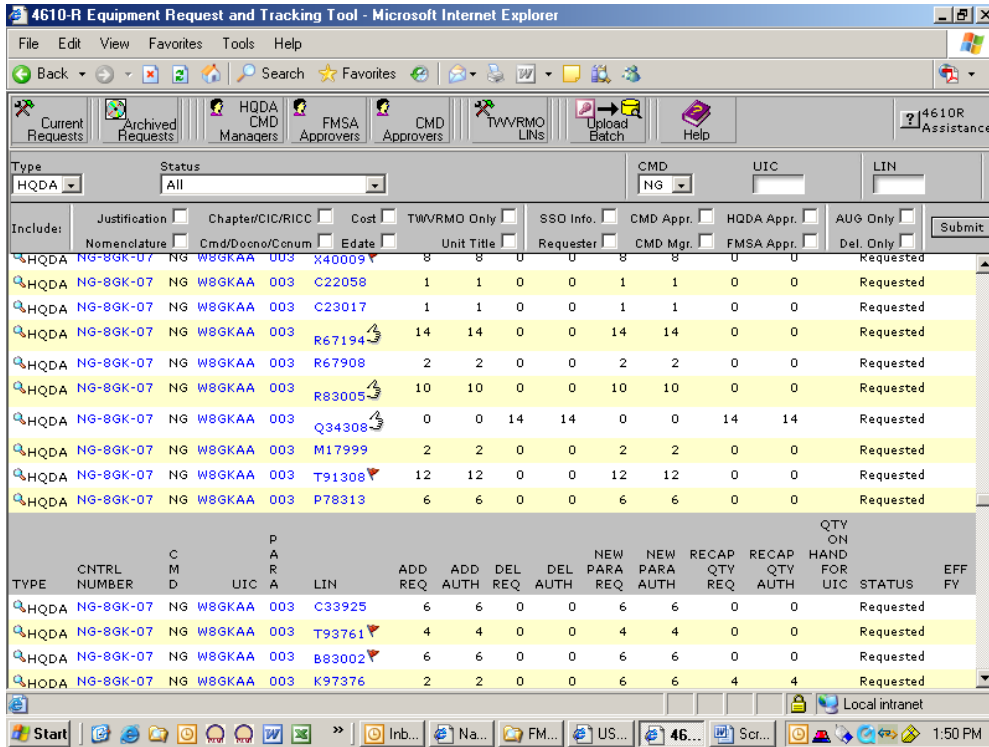 4610-R Equipment Request and Tracking Tool - Microsoft Internet Explorer
File Edit View Favorites Tools Help
Back Search Favorites
Current Requests
Archived Requests
HQDA CMD Managers
FMSA Approvers
CMD Approvers
TWVRMO LINs
Upload Batch
Help
? 4610R Assistance
Type Status CMD UIC LIN
HQDA All NG
Include: Justification Chapter/CIC/RICC Cost TWVRMO Only SSO Info. CMD Appr. HQDA Appr. AUG Only Submit
Nomenclature Cmd/Docno/Conum Edate Unit Title Requester CMD Mgr. FMSA Appr. Del. Only
HQDA NG-8GK-07 NG W8GKAA 003 X40009 8 8 0 0 8 8 0 0 Requested
HQDA NG-8GK-07 NG W8GKAA 003 C22058 1 1 0 0 1 1 0 0 Requested
HQDA NG-8GK-07 NG W8GKAA 003 C23017 1 1 0 0 1 1 0 0 Requested
HQDA NG-8GK-07 NG W8GKAA 003 R67194 14 14 0 0 14 14 0 0 Requested
HQDA NG-8GK-07 NG W8GKAA 003 R67908 2 2 0 0 2 2 0 0 Requested
HQDA NG-8GK-07 NG W8GKAA 003 R83005 10 10 0 0 10 10 0 0 Requested
HQDA NG-8GK-07 NG W8GKAA 003 Q34308 0 0 14 14 0 0 14 14 Requested
HQDA NG-8GK-07 NG W8GKAA 003 M17999 2 2 0 0 2 2 0 0 Requested
HQDA NG-8GK-07 NG W8GKAA 003 T91308 12 12 0 0 12 12 0 0 Requested
HQDA NG-8GK-07 NG W8GKAA 003 P78313 6 6 0 0 6 6 0 0 Requested
TYPE CNTRL NUMBER CMD UIC PARA LIN ADD REQ ADD AUTH DEL REQ DEL AUTH NEW PARA REQ NEW PARA AUTH RECAP QTY REQ RECAP QTY AUTH QTY ON HAND FOR UIC STATUS EFF FY
HQDA NG-8GK-07 NG W8GKAA 003 C33925 6 6 0 0 6 6 0 0 Requested
HQDA NG-8GK-07 NG W8GKAA 003 T93761 4 4 0 0 4 4 0 0 Requested
HQDA NG-8GK-07 NG W8GKAA 003 B83002 6 6 0 0 6 6 0 0 Requested
HQDA NG-8GK-07 NG W8GKAA 003 K97376 2 2 0 0 6 6 4 4 Requested
Local intranet
Start » Inb... Na... FM... US... 46... Scr... 1:50 PM